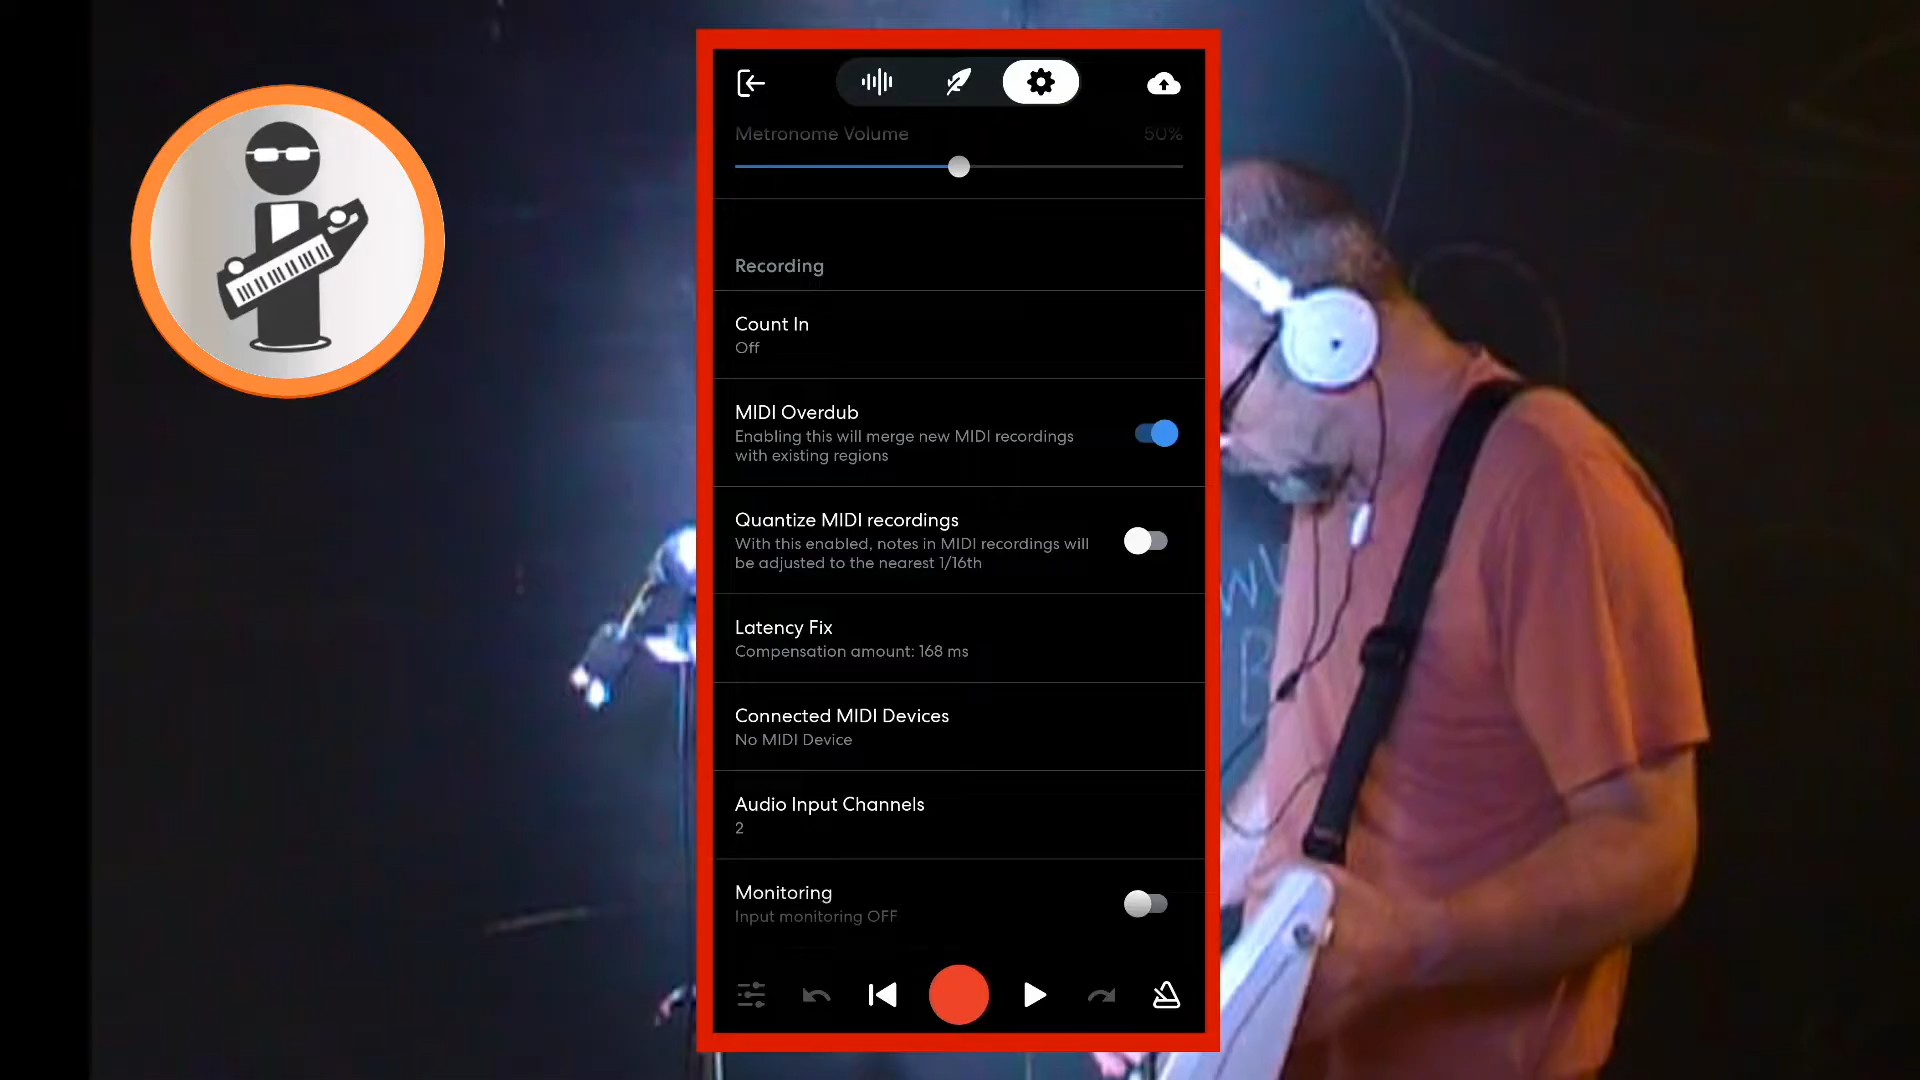 Metronome Volume 50%
Recording
Count In
Off
MIDI Overdub
Enabling this will merge new MIDI recordings
with existing regions
Quantize MIDI recordings
With this enabled, notes in MIDI recordings will
be adjusted to the nearest 1/16th
Latency Fix
Compensation amount: 168 ms
Connected MIDI Devices
No MIDI Device
Audio Input Channels
2
Monitoring
Input monitoring OFF